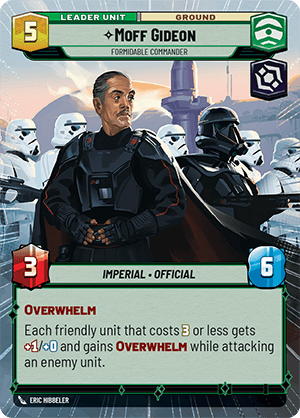 LEADER UNIT
GROUND
5
MOFF GIDEON
FORMIDABLE COMMANDER
3
6
IMPERIAL • OFFICIAL
OVERWHELM
Each friendly unit that costs 3 or less gets
+1/+0 and gains OVERWHELM while attacking
an enemy unit.
ERIC HIBBELER